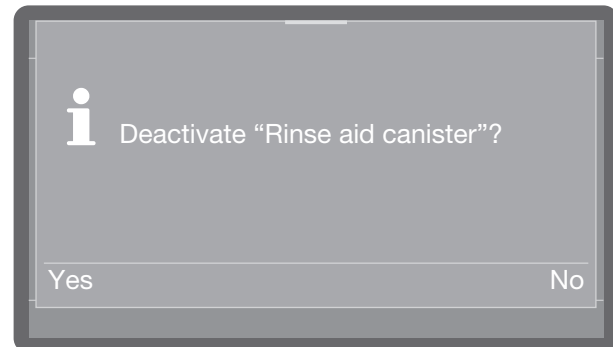 Deactivate “Rinse aid canister”?
Yes No